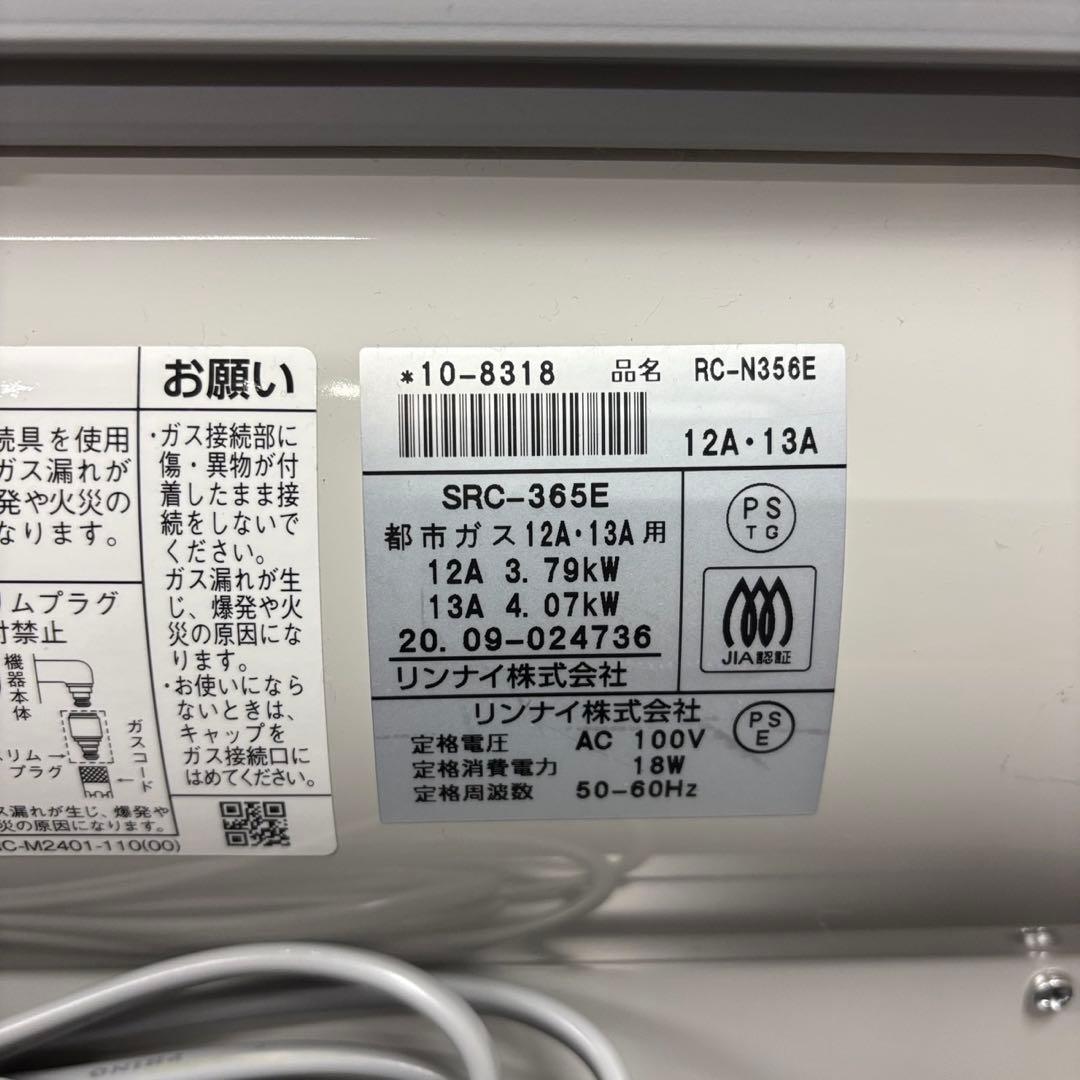 続具を使用
ガス漏れが
発や火災の
なります。
リムプラグ
付禁止
機器本体
ガスコード
スリム
プラグ
ス漏れが生じ、爆発や
災の原因になります。
RC-M2401-110(00)
お願い
・ガス接続部に
傷・異物が付
着したまま接
続をしないで
ください。
ガス漏れが生
じ、爆発や火
災の原因にな
ります。
・お使いになら
ないときは、
キャップを
ガス接続口に
はめてください。
*10-8318 品名 RC-N356E
12A・13A
SRC-365E
都市ガス12A・13A用
12A 3.79kW
13A 4.07kW
20.09-024736
リンナイ株式会社
PS
TG
JIA認証
リンナイ株式会社
定格電圧 AC 100V
定格消費電力 18W
定格周波数 50-60Hz
PS
E